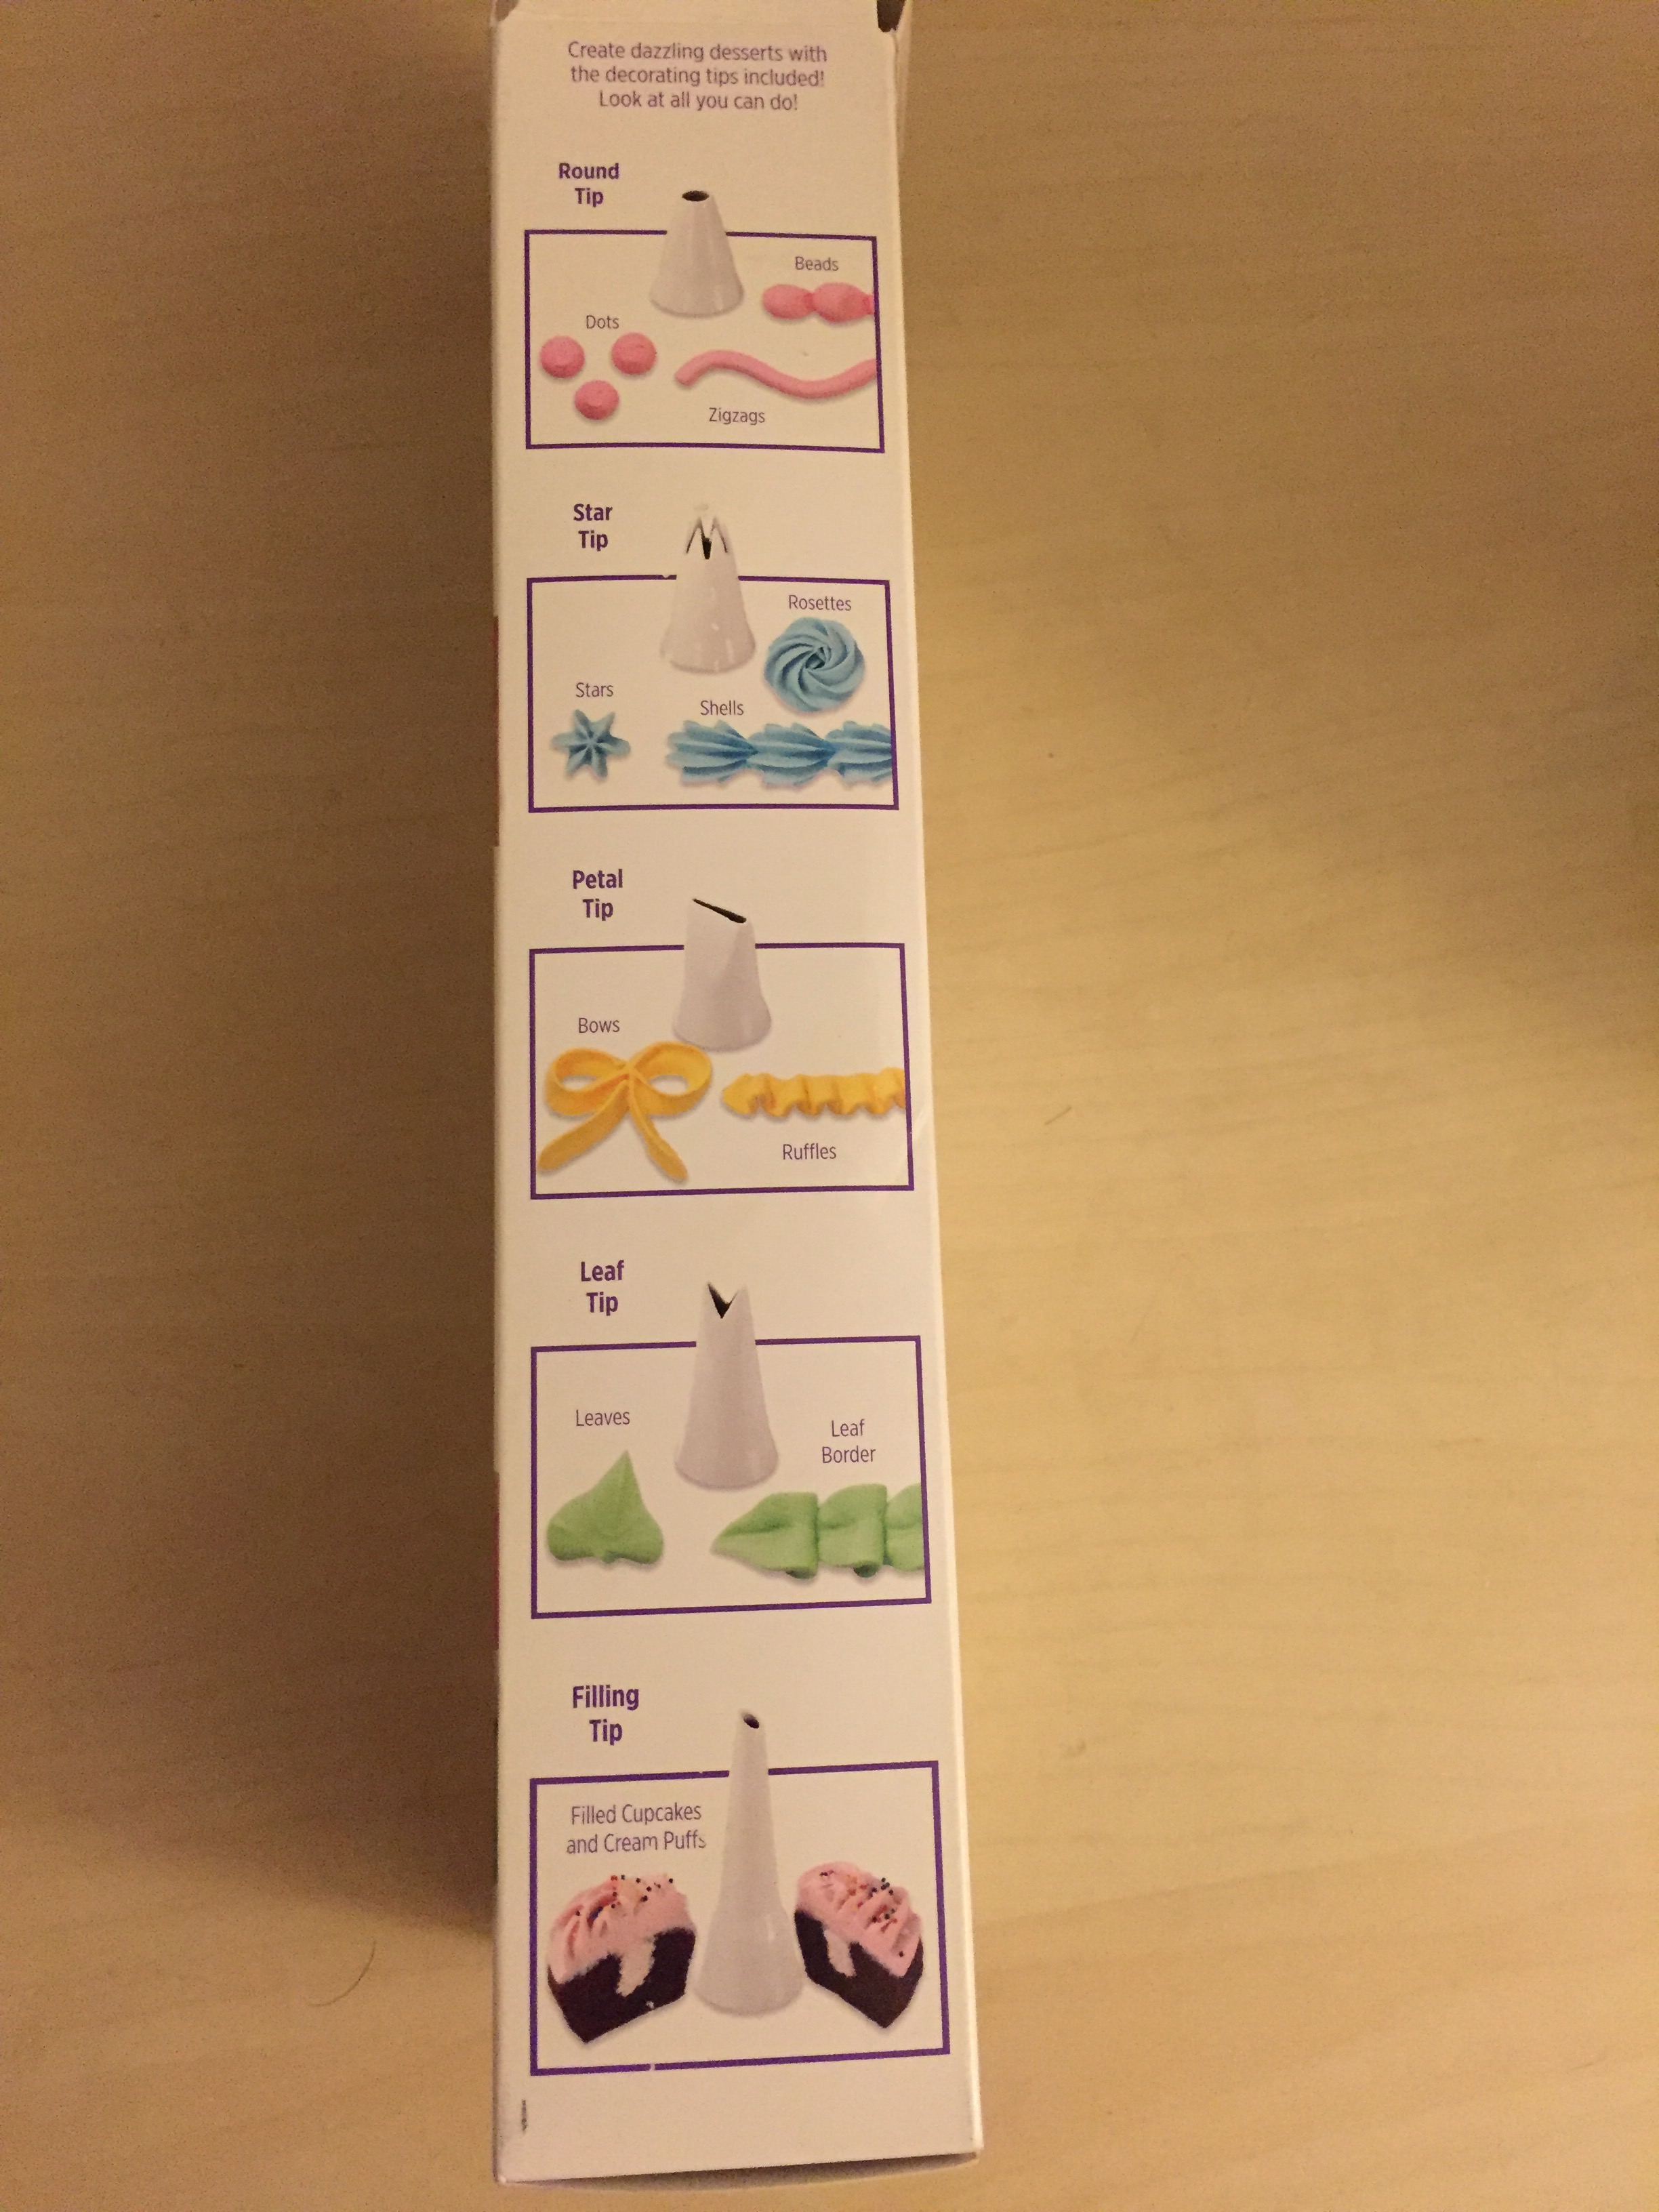 Create dazzling desserts with
the decorating tips included!
Look at all you can do!
Round
Tip
Beads
Dots
Zigzags
Star
Tip
Rosettes
Stars
Shells
Petal
Tip
Bows
Ruffles
Leaf
Tip
Leaves
Leaf
Border
Filling
Tip
Filled Cupcakes
and Cream Puffs